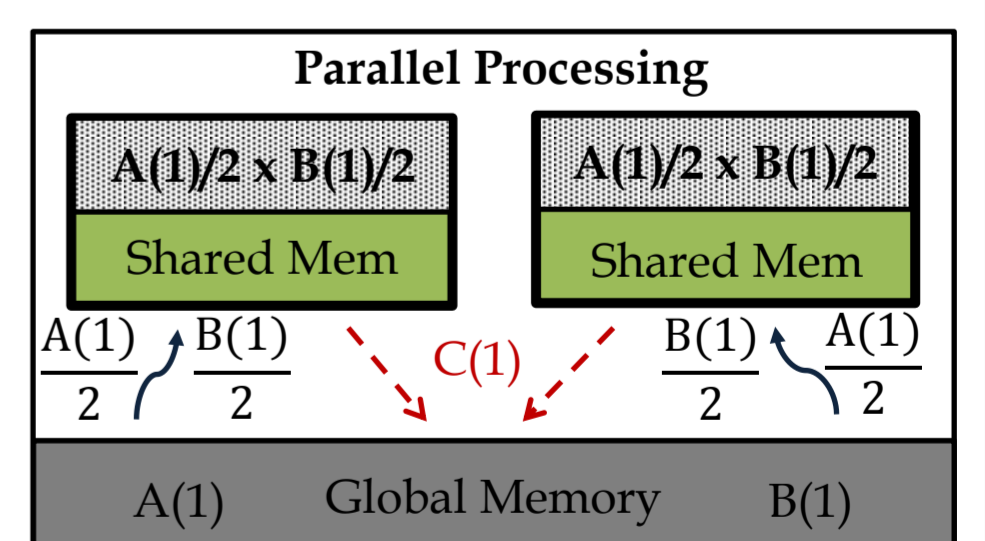 Parallel Processing
A(1)/2 x B(1)/2
A(1)/2 x B(1)/2
Shared Mem
Shared Mem
A(1)
2
B(1)
2
C(1)
B(1)
2
A(1)
2
A(1)
Global Memory
B(1)